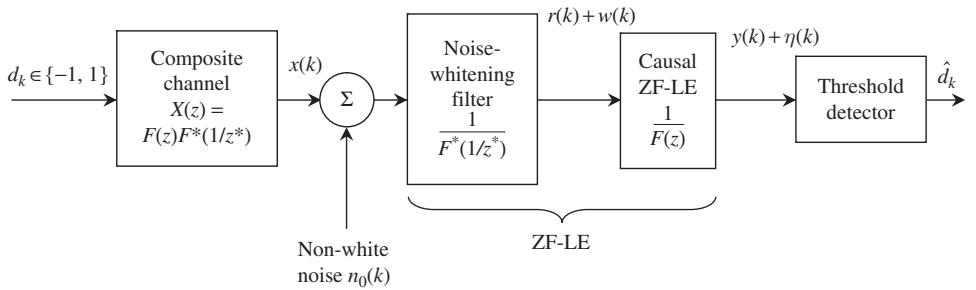 d_k ∈ {−1, 1}
Composite
channel
X(z) =
F(z)F*(1/z*)
x(k)
Σ
Non-white
noise n_0(k)
Noise-
whitening
filter
1
F*(1/z*)
r(k) + w(k)
Causal
ZF-LE
1
F(z)
ZF-LE
y(k) + η(k)
Threshold
detector
d̂_k